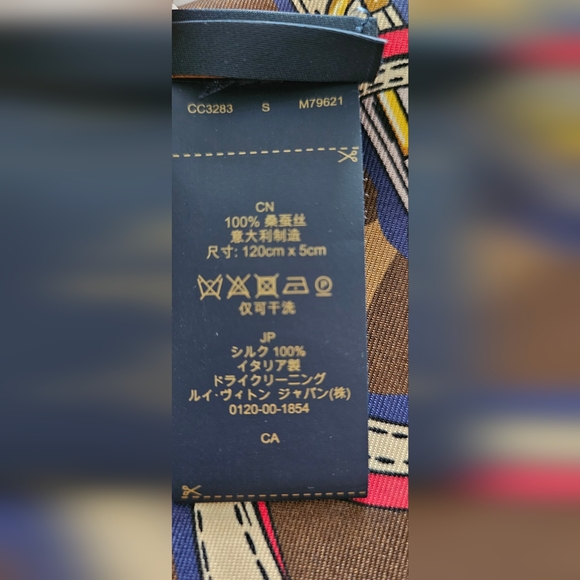 CC3283 S M79621
CN
100% 桑蚕丝
意大利制造
尺寸: 120cm x 5cm
P
仅可干洗
JP
シルク 100%
イタリア製
ドライクリーニング
ルイ･ヴィトン ジャパン(株)
0120-00-1854
CA